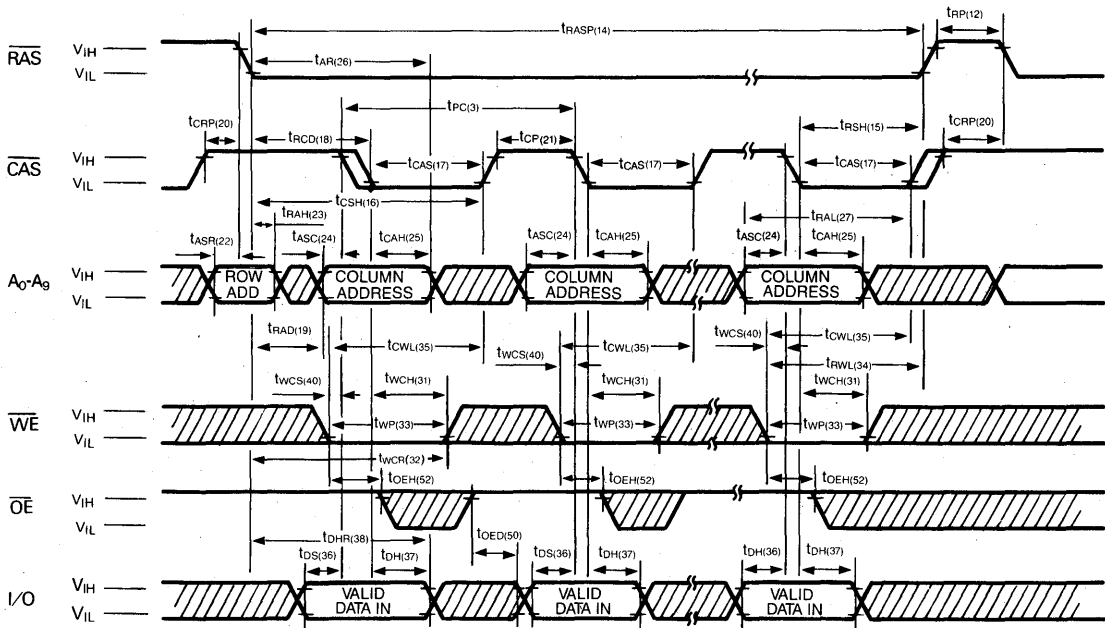 tRASP(14)
tRP(12)
RAS
VIH
VIL
tAR(26)
tPC(3)
tCRP(20)
tRCD(18)
tCP(21)
tRSH(15)
tCRP(20)
CAS
VIH
VIL
tCAS(17)
tCAS(17)
tCAS(17)
tCSH(16)
tRAL(27)
tRAH(23)
tASR(22)
tASC(24)
tCAH(25)
tASC(24)
tCAH(25)
tASC(24)
tCAH(25)
A0-A9
VIH
VIL
ROW ADD
COLUMN ADDRESS
COLUMN ADDRESS
COLUMN ADDRESS
tRAD(19)
tCWL(35)
tWCS(40)
tCWL(35)
tWCS(40)
tCWL(35)
tRWL(34)
tWCS(40)
tWCH(31)
tWCH(31)
tWCH(31)
WE
VIH
VIL
tWP(33)
tWP(33)
tWP(33)
tWCR(32)
tOEH(52)
tOEH(52)
tOEH(52)
OE
VIH
VIL
tDHR(38)
tOED(50)
tDS(36)
tDH(37)
tDS(36)
tDH(37)
tDH(36)
tDH(37)
I/O
VIH
VIL
VALID DATA IN
VALID DATA IN
VALID DATA IN